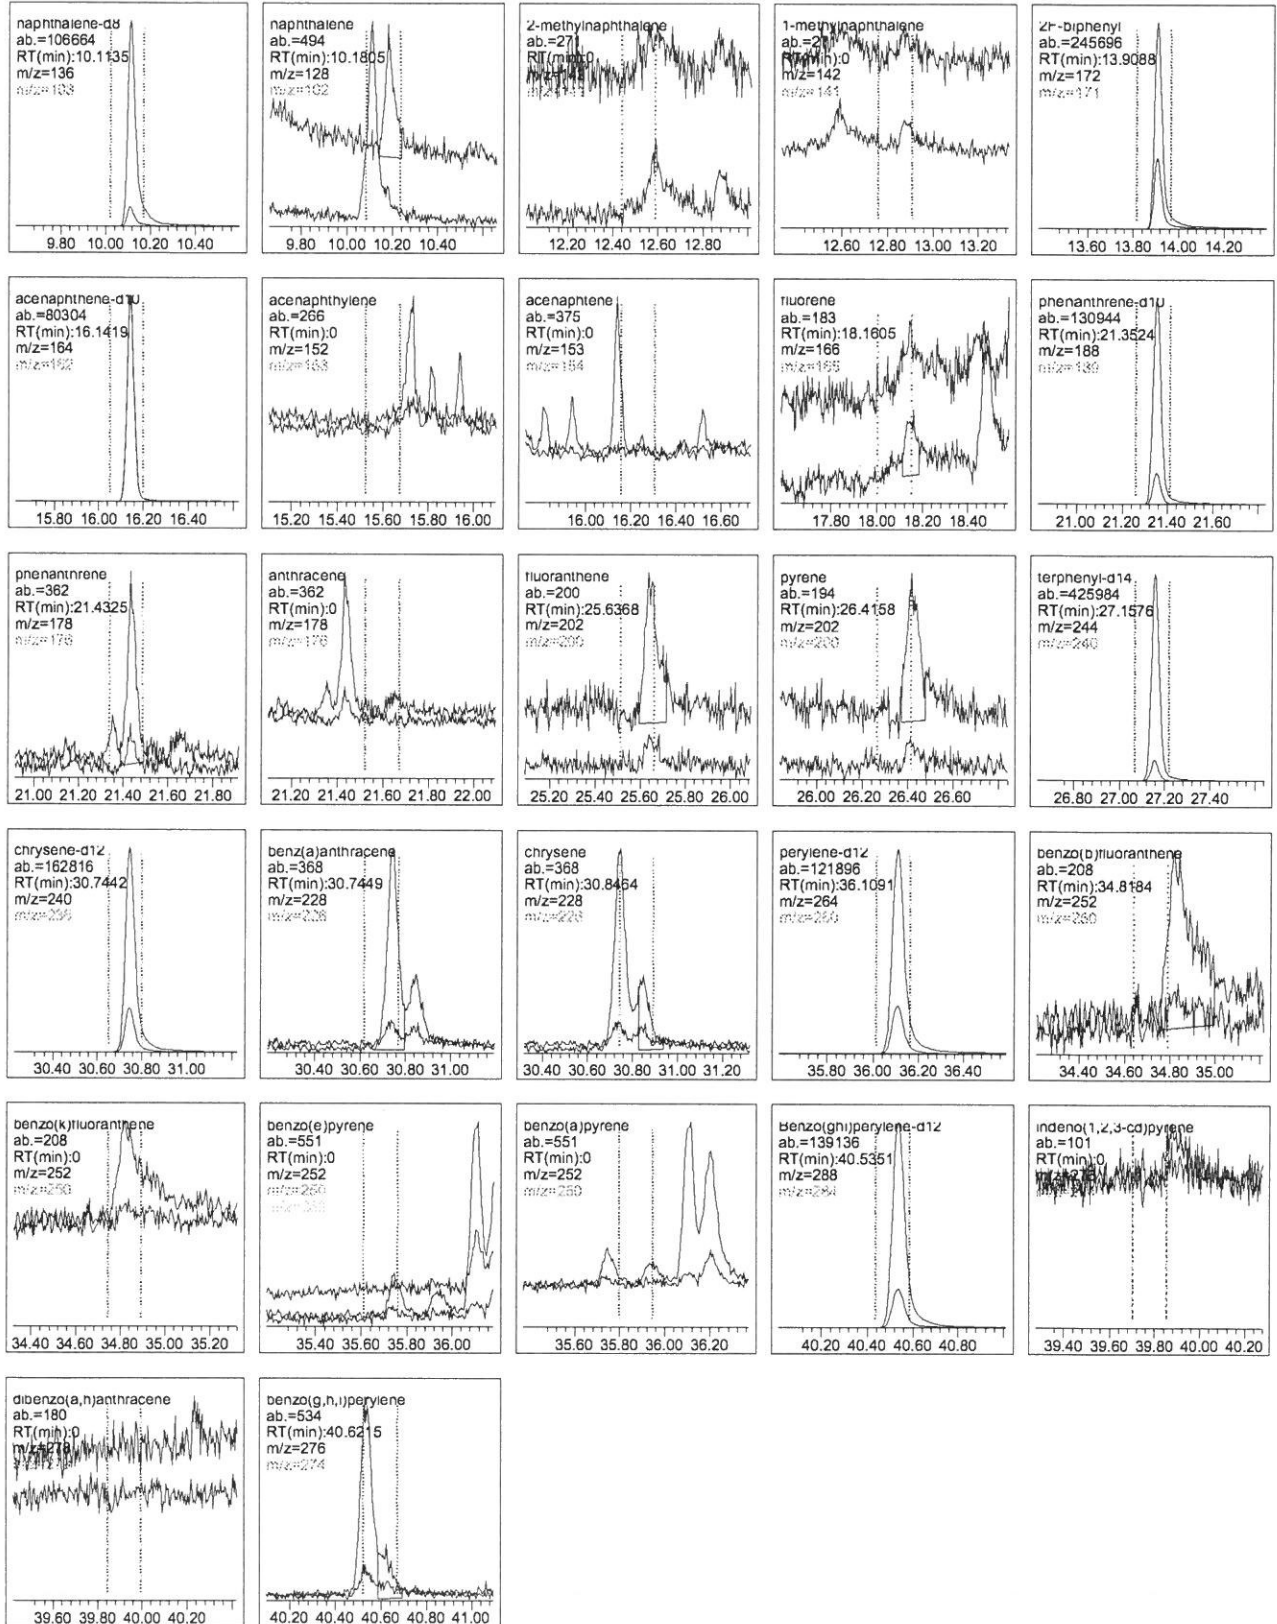 naphthalene-d8
ab.=106664
RT(min):10.1135
m/z=136
m/z=108
9.80 10.00 10.20 10.40
naphthalene
ab.=494
RT(min):10.1805
m/z=128
m/z=102
9.80 10.00 10.20 10.40
2-methylnaphthalene
ab.=271
RT(min):0
12.20 12.40 12.60 12.80
1-methylnaphthalene
RT(min):0
m/z=142
m/z=141
12.60 12.80 13.00 13.20
2F-biphenyl
ab.=245696
RT(min):13.9088
m/z=172
m/z=171
13.60 13.80 14.00 14.20
acenaphthene-d10
ab.=80304
RT(min):16.1419
m/z=164
m/z=162
15.80 16.00 16.20 16.40
acenaphthylene
ab.=266
RT(min):0
m/z=152
m/z=153
15.20 15.40 15.60 15.80 16.00
acenaphtene
ab.=375
RT(min):0
m/z=153
m/z=154
16.00 16.20 16.40 16.60
fluorene
ab.=183
RT(min):18.1605
m/z=166
m/z=165
17.80 18.00 18.20 18.40
phenanthrene-d10
ab.=130944
RT(min):21.3524
m/z=188
m/z=189
21.00 21.20 21.40 21.60
phenanthrene
ab.=362
RT(min):21.4325
m/z=178
m/z=176
21.00 21.20 21.40 21.60 21.80
anthracene
ab.=362
RT(min):0
m/z=178
m/z=176
21.20 21.40 21.60 21.80 22.00
fluoranthene
ab.=200
RT(min):25.6368
m/z=202
m/z=200
25.20 25.40 25.60 25.80 26.00
pyrene
ab.=194
RT(min):26.4158
m/z=202
m/z=200
26.00 26.20 26.40 26.60
terphenyl-d14
ab.=425984
RT(min):27.1576
m/z=244
m/z=240
26.80 27.00 27.20 27.40
chrysene-d12
ab.=162816
RT(min):30.7442
m/z=240
m/z=236
30.40 30.60 30.80 31.00
benz(a)anthracene
ab.=368
RT(min):30.7449
m/z=228
m/z=226
30.40 30.60 30.80 31.00
chrysene
ab.=368
RT(min):30.8464
m/z=228
m/z=226
30.40 30.60 30.80 31.00 31.20
perylene-d12
ab.=121896
RT(min):36.1091
m/z=264
m/z=260
35.80 36.00 36.20 36.40
benzo(b)fluoranthene
ab.=208
RT(min):34.8184
m/z=252
m/z=250
34.40 34.60 34.80 35.00
benzo(k)fluoranthene
ab.=208
RT(min):0
m/z=252
m/z=250
34.40 34.60 34.80 35.00 35.20
benzo(e)pyrene
ab.=551
RT(min):0
m/z=252
m/z=250
35.40 35.60 35.80 36.00
benzo(a)pyrene
ab.=551
RT(min):0
m/z=252
m/z=250
35.60 35.80 36.00 36.20
Benzo(ghi)perylene-d12
ab.=139136
RT(min):40.5351
m/z=288
m/z=284
40.20 40.40 40.60 40.80
indeno(1,2,3-cd)pyrene
ab.=101
RT(min):0
39.40 39.60 39.80 40.00 40.20
dibenzo(a,h)anthracene
ab.=180
RT(min):0
m/z=278
39.60 39.80 40.00 40.20
benzo(g,h,i)perylene
ab.=534
RT(min):40.6215
m/z=276
m/z=274
40.20 40.40 40.60 40.80 41.00